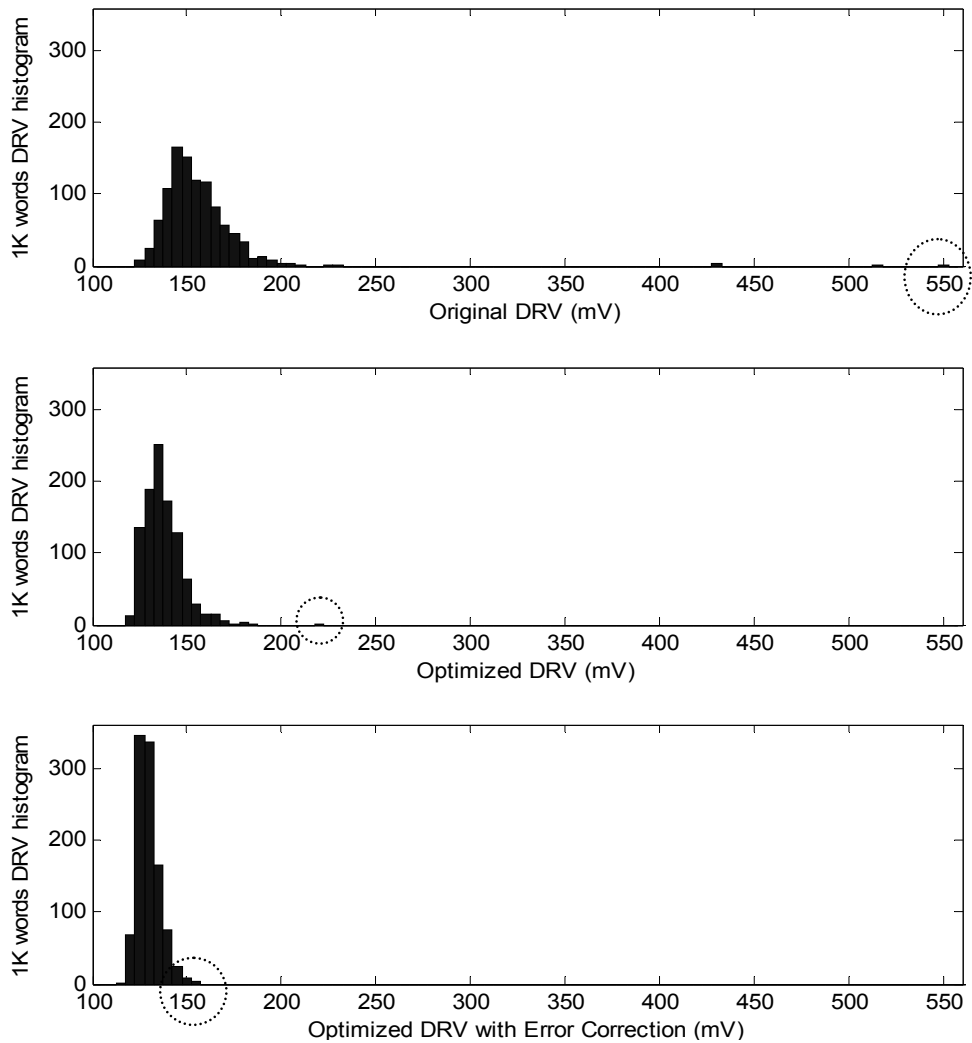 1K words DRV histogram
300
200
100
0
100 150 200 250 300 350 400 450 500 550
Original DRV (mV)
1K words DRV histogram
300
200
100
0
100 150 200 250 300 350 400 450 500 550
Optimized DRV (mV)
1K words DRV histogram
300
200
100
0
100 150 200 250 300 350 400 450 500 550
Optimized DRV with Error Correction (mV)